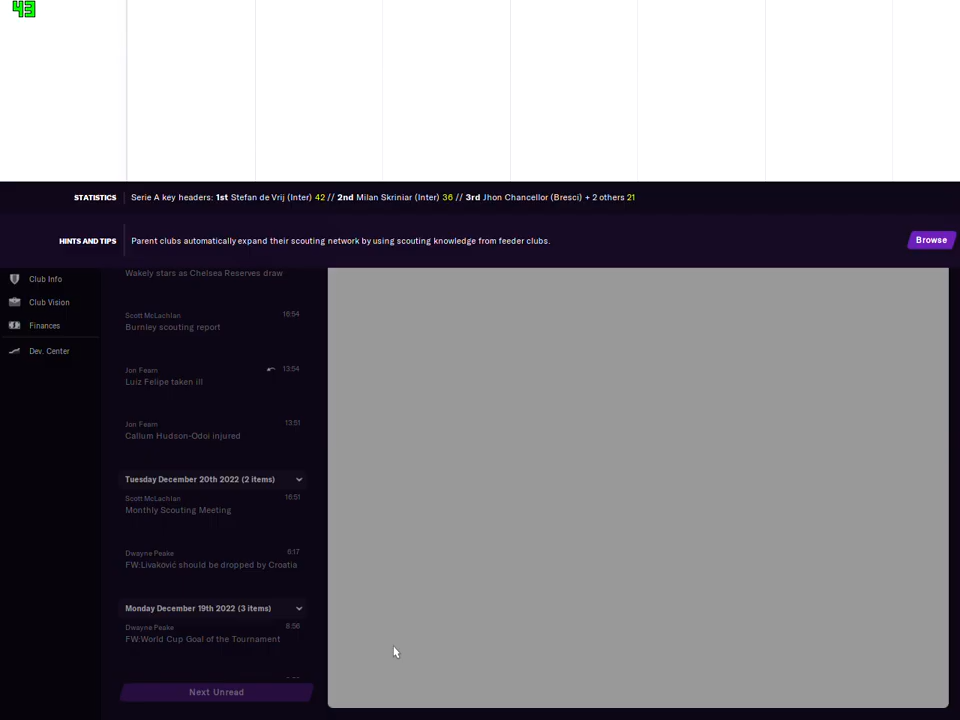 43
STATISTICS Serie A key headers: 1st Stefan de Vrij (Inter) 42 // 2nd Milan Skriniar (Inter) 36 // 3rd Jhon Chancellor (Bresci) + 2 others 21
HINTS AND TIPS Parent clubs automatically expand their scouting network by using scouting knowledge from feeder clubs. Browse
Club Info
Club Vision
Finances
Dev. Center
Wakely stars as Chelsea Reserves draw
Scott McLachlan 18:54
Burnley scouting report
Jon Fearn 13:54
Luiz Felipe taken ill
Jon Fearn 13:51
Callum Hudson-Odoi injured
Tuesday December 20th 2022 (2 items)
Scott McLachlan 16:51
Monthly Scouting Meeting
Dwayne Peake 6:17
FW:Livaković should be dropped by Croatia
Monday December 19th 2022 (3 items)
Dwayne Peake 8:56
FW:World Cup Goal of the Tournament
Next Unread